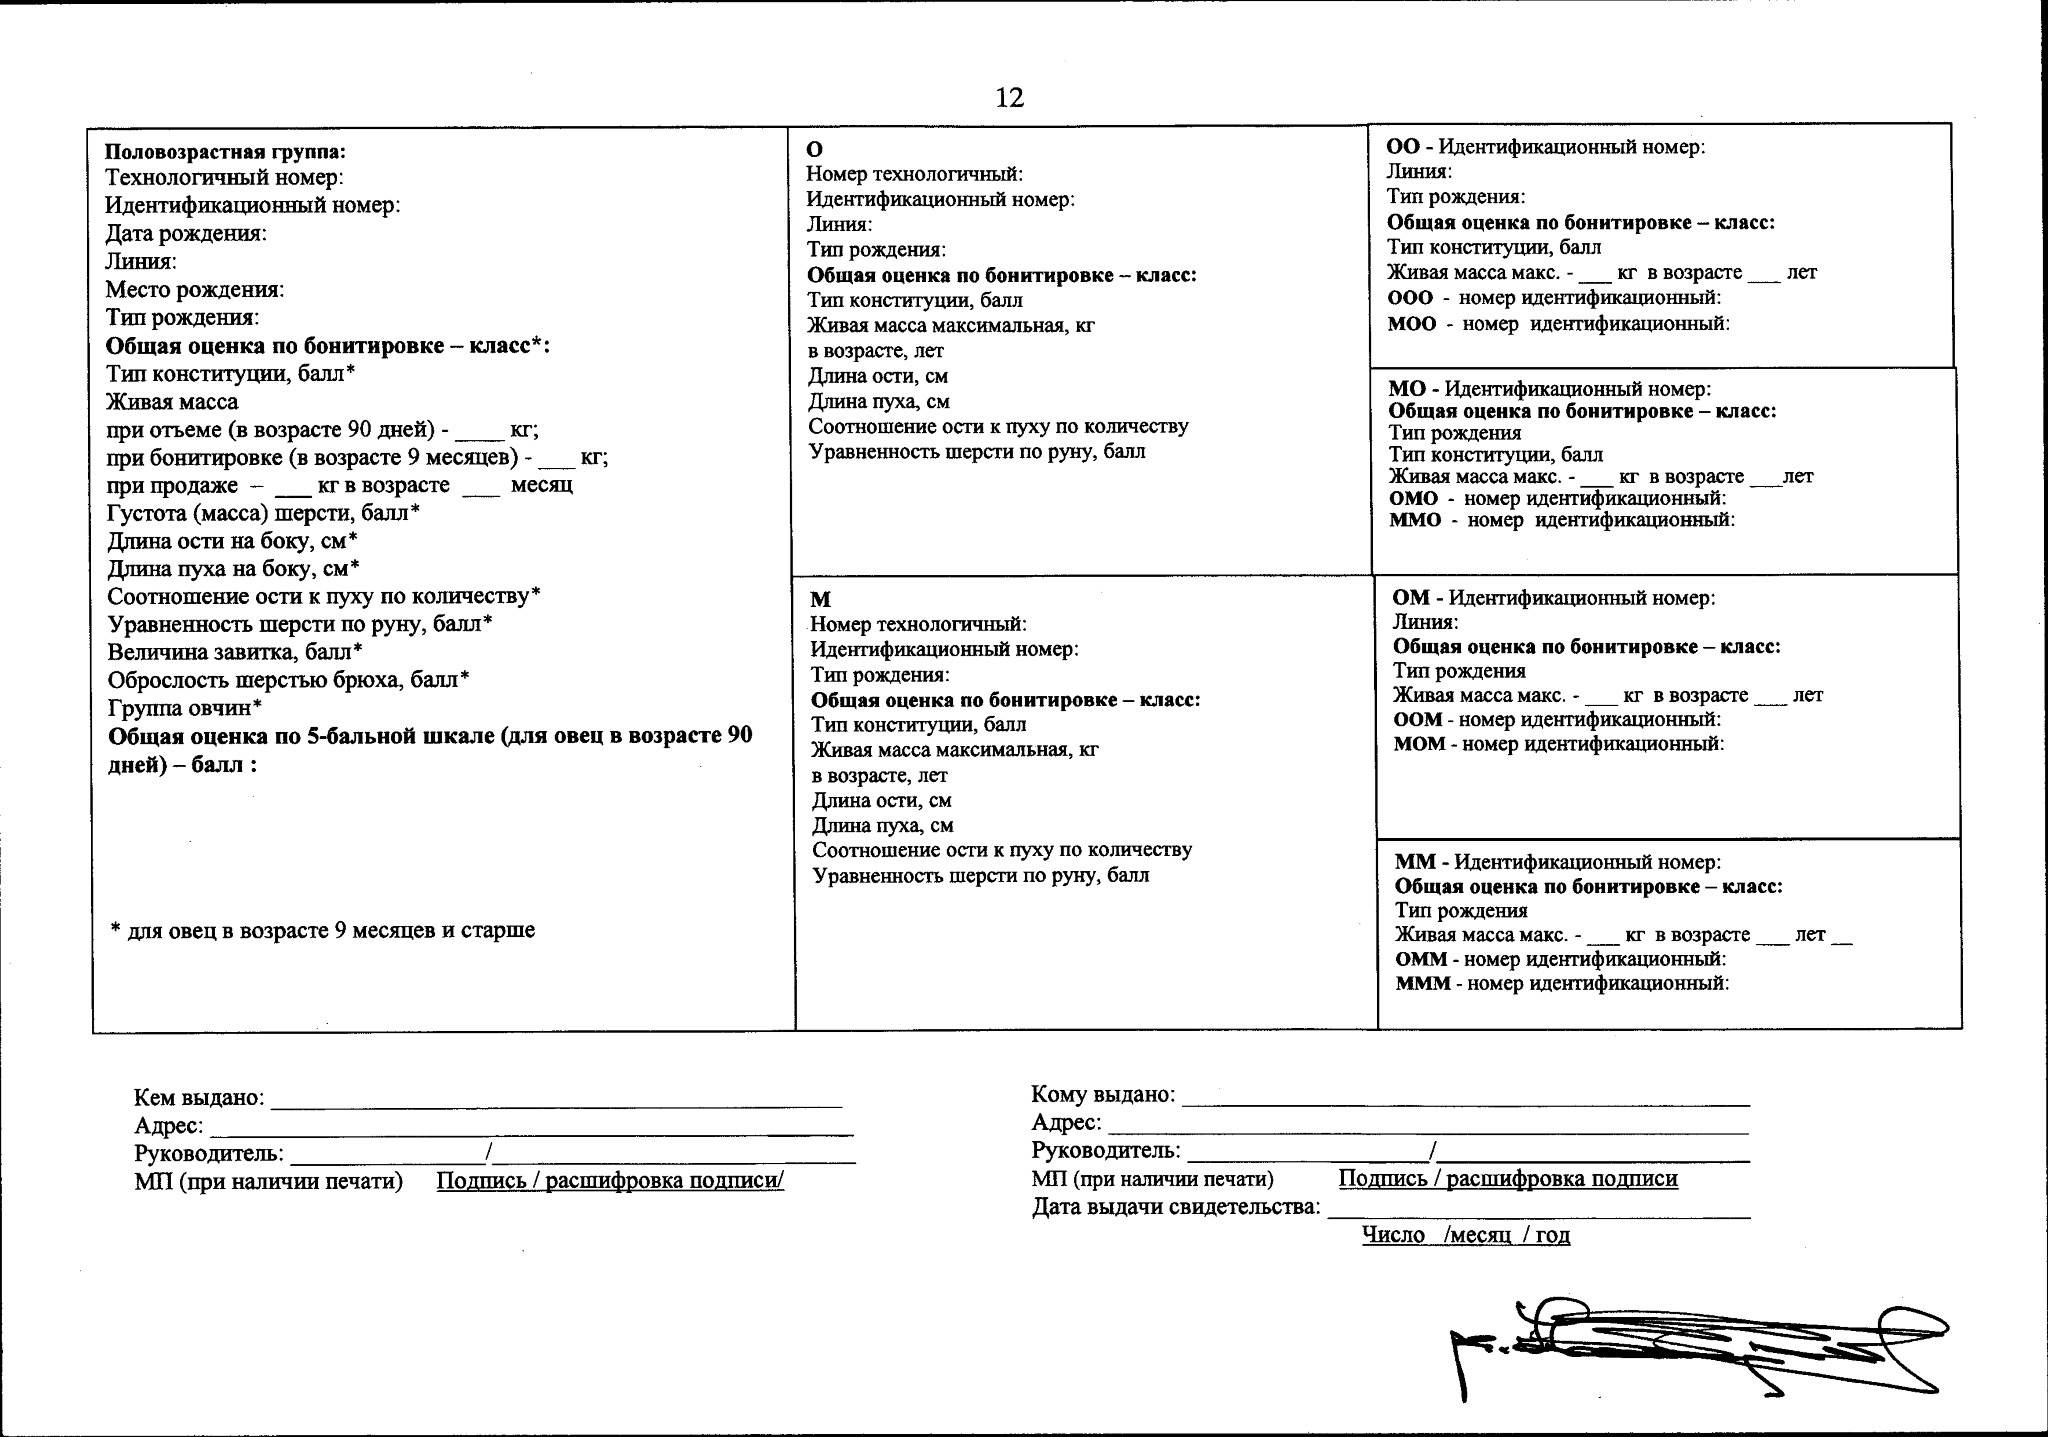 12
Половозрастная группа:
Технологичный номер:
Идентификационный номер:
Дата рождения:
Линия:
Место рождения:
Тип рождения:
Общая оценка по бонитировке – класс*:
Тип конституции, балл*
Живая масса
при отъеме (в возрасте 90 дней) - ____ кг;
при бонитировке (в возрасте 9 месяцев) - ___ кг;
при продаже – ___ кг в возрасте ___ месяц
Густота (масса) шерсти, балл*
Длина ости на боку, см*
Длина пуха на боку, см*
Соотношение ости к пуху по количеству*
Уравненность шерсти по руну, балл*
Величина завитка, балл*
Оброслость шерстью брюха, балл*
Группа овчин*
Общая оценка по 5-бальной шкале (для овец в возрасте 90
дней) – балл :
* для овец в возрасте 9 месяцев и старше
О
Номер технологичный:
Идентификационный номер:
Линия:
Тип рождения:
Общая оценка по бонитировке – класс:
Тип конституции, балл
Живая масса максимальная, кг
в возрасте, лет
Длина ости, см
Длина пуха, см
Соотношение ости к пуху по количеству
Уравненность шерсти по руну, балл
М
Номер технологичный:
Идентификационный номер:
Тип рождения:
Общая оценка по бонитировке – класс:
Тип конституции, балл
Живая масса максимальная, кг
в возрасте, лет
Длина ости, см
Длина пуха, см
Соотношение ости к пуху по количеству
Уравненность шерсти по руну, балл
ОО - Идентификационный номер:
Линия:
Тип рождения:
Общая оценка по бонитировке – класс:
Тип конституции, балл
Живая масса макс. - ___ кг в возрасте ___ лет
ООО - номер идентификационный:
МОО - номер идентификационный:
МО - Идентификационный номер:
Общая оценка по бонитировке – класс:
Тип рождения
Тип конституции, балл
Живая масса макс. - ___ кг в возрасте ___лет
ОМО - номер идентификационный:
ММО - номер идентификационный:
ОМ - Идентификационный номер:
Линия:
Общая оценка по бонитировке – класс:
Тип рождения
Живая масса макс. - ___ кг в возрасте ___ лет
ООМ - номер идентификационный:
МОМ - номер идентификационный:
ММ - Идентификационный номер:
Общая оценка по бонитировке – класс:
Тип рождения
Живая масса макс. - ___ кг в возрасте ___ лет __
ОММ - номер идентификационный:
МММ - номер идентификационный:
Кем выдано: ____________________
Адрес: ____________________
Руководитель: __________/__________
МП (при наличии печати) Подпись / расшифровка подписи/
Кому выдано: ____________________
Адрес: ____________________
Руководитель: __________/__________
МП (при наличии печати) Подпись / расшифровка подписи
Дата выдачи свидетельства: ____________________
Число /месяц / год